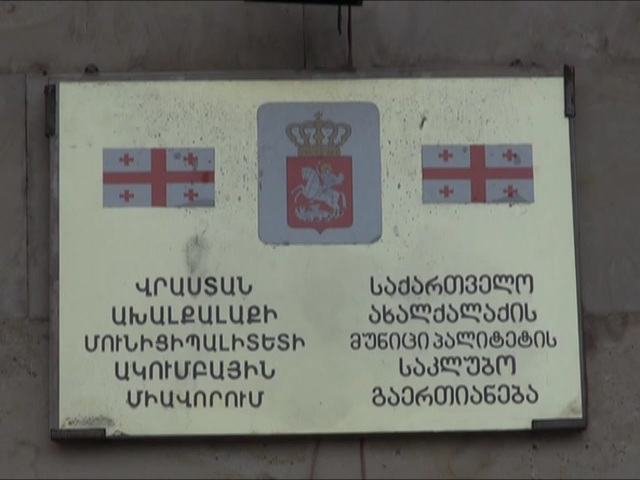 ՎՐԱՍՏԱՆ
ԱԽԱԼՔԱԼԱՔԻ
ՄՈՒՆԻՑԻՊԱԼԻՏԵՏԻ
ԱԿՈՒՄԲԱՅԻՆ
ՄԻԱՎՈՐՈՒՄ
საქართველო
ახალქალაქის
მუნიციპალიტეტის
საკლუბო
გაერთიანება